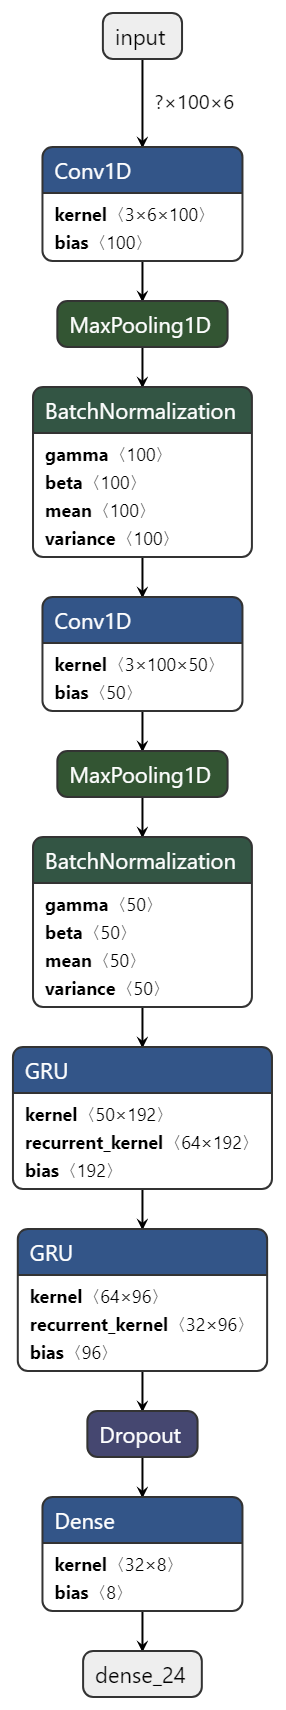 input
?×100×6
Conv1D
kernel 〈3×6×100〉
bias 〈100〉
MaxPooling1D
BatchNormalization
gamma 〈100〉
beta 〈100〉
mean 〈100〉
variance 〈100〉
Conv1D
kernel 〈3×100×50〉
bias 〈50〉
MaxPooling1D
BatchNormalization
gamma 〈50〉
beta 〈50〉
mean 〈50〉
variance 〈50〉
GRU
kernel 〈50×192〉
recurrent_kernel 〈64×192〉
bias 〈192〉
GRU
kernel 〈64×96〉
recurrent_kernel 〈32×96〉
bias 〈96〉
Dropout
Dense
kernel 〈32×8〉
bias 〈8〉
dense_24